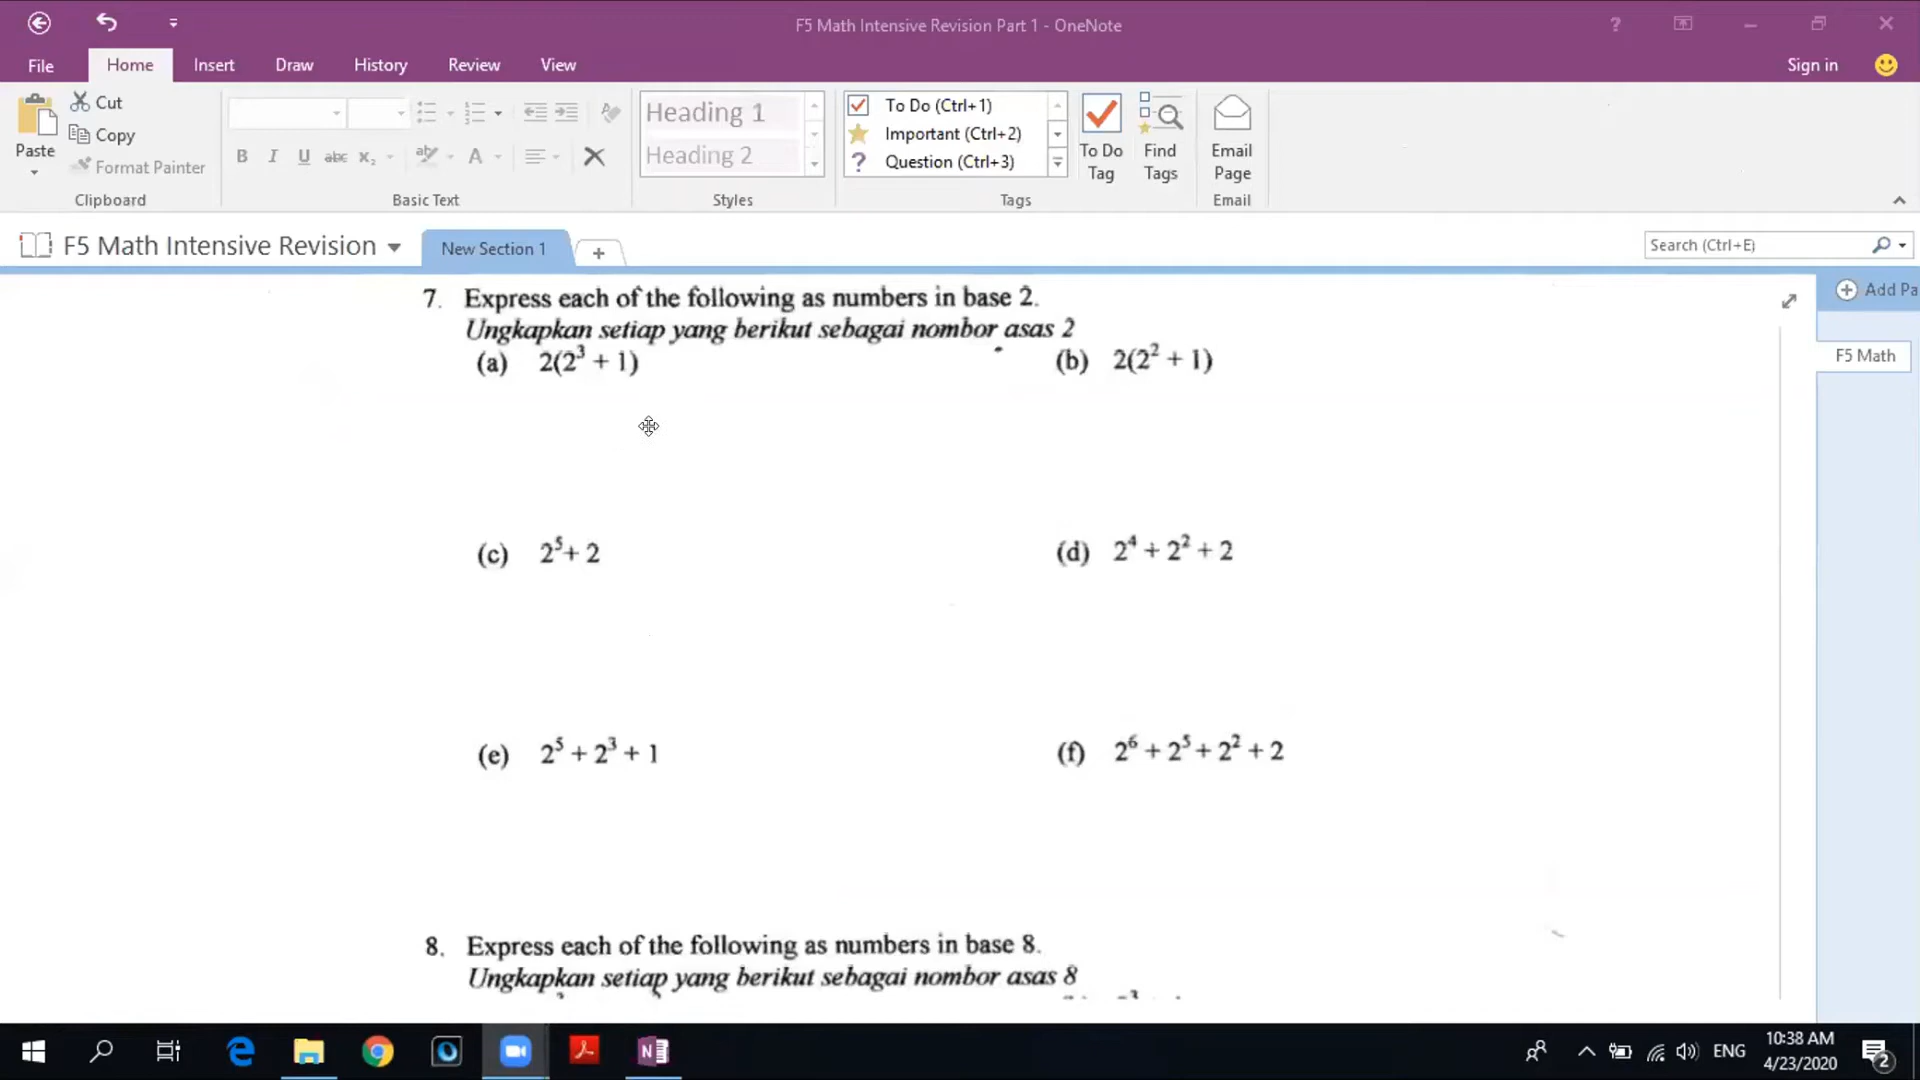 F5 Math Intensive Revision Part 1 - OneNote
?
File Home Insert Draw History Review View
Sign in
Paste
Cut
Copy
Format Painter
Clipboard
B I U abc X₂ aby A
Basic Text
Heading 1
Heading 2
Styles
To Do (Ctrl+1)
Important (Ctrl+2)
? Question (Ctrl+3)
Tags
To Do
Tag
Find
Tags
Email
Page
Email
F5 Math Intensive Revision
New Section 1
+
Search (Ctrl+E)
Add Pa
F5 Math
7. Express each of the following as numbers in base 2.
Ungkapkan setiap yang berikut sebagai nombor asas 2
(a) 2(2³ + 1) (b) 2(2² + 1)
(c) 2⁵+ 2 (d) 2⁴ + 2² + 2
(e) 2⁵ + 2³ + 1 (f) 2⁶ + 2⁵ + 2² + 2
8. Express each of the following as numbers in base 8.
Ungkapkan setiap yang berikut sebagai nombor asas 8
ENG
10:38 AM
4/23/2020
2